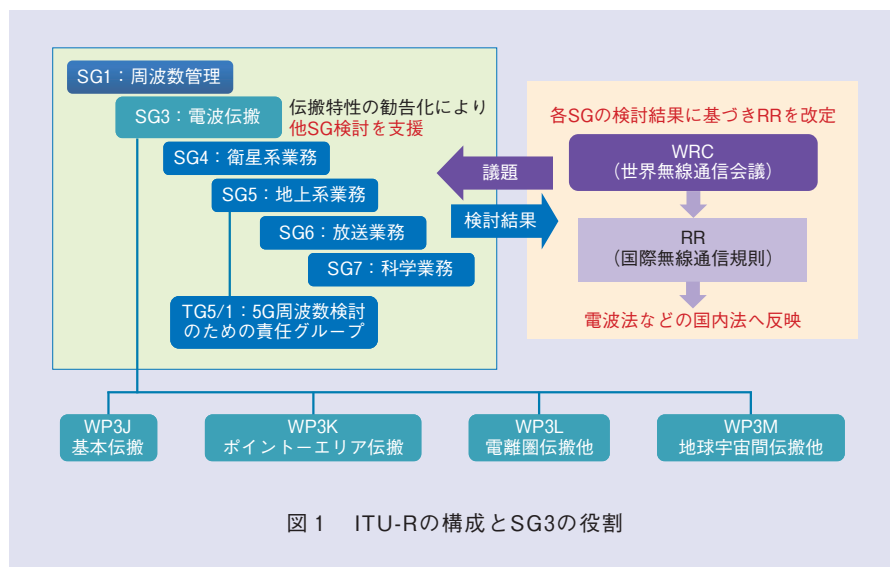 SG1：周波数管理
SG3：電波伝搬
伝搬特性の勧告化により
他SG検討を支援
SG4：衛星系業務
SG5：地上系業務
SG6：放送業務
SG7：科学業務
TG5/1：5G周波数検討
のための責任グループ
議題
検討結果
各SGの検討結果に基づきRRを改定
WRC
（世界無線通信会議）
RR
（国際無線通信規則）
電波法などの国内法へ反映
WP3J
基本伝搬
WP3K
ポイントーエリア伝搬
WP3L
電離圏伝搬他
WP3M
地球宇宙間伝搬他
図1　ITU-Rの構成とSG3の役割